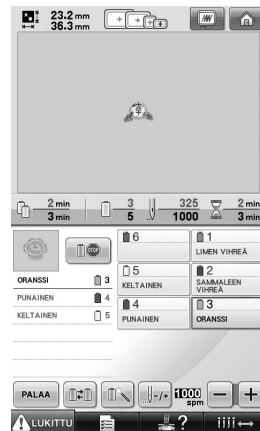 23.2 mm
36.3 mm
2 min
3 min
3
5
325
1000
2 min
3 min
STOP
ORANSSI 3
PUNAINEN 4
KELTAINEN 5
6
1
LIMEN VIHREÄ
5
KELTAINEN
2
SAMMALEEN
VIHREÄ
4
PUNAINEN
3
ORANSSI
PALAA
-/+
1000
spm
− +
LUKITTU
?